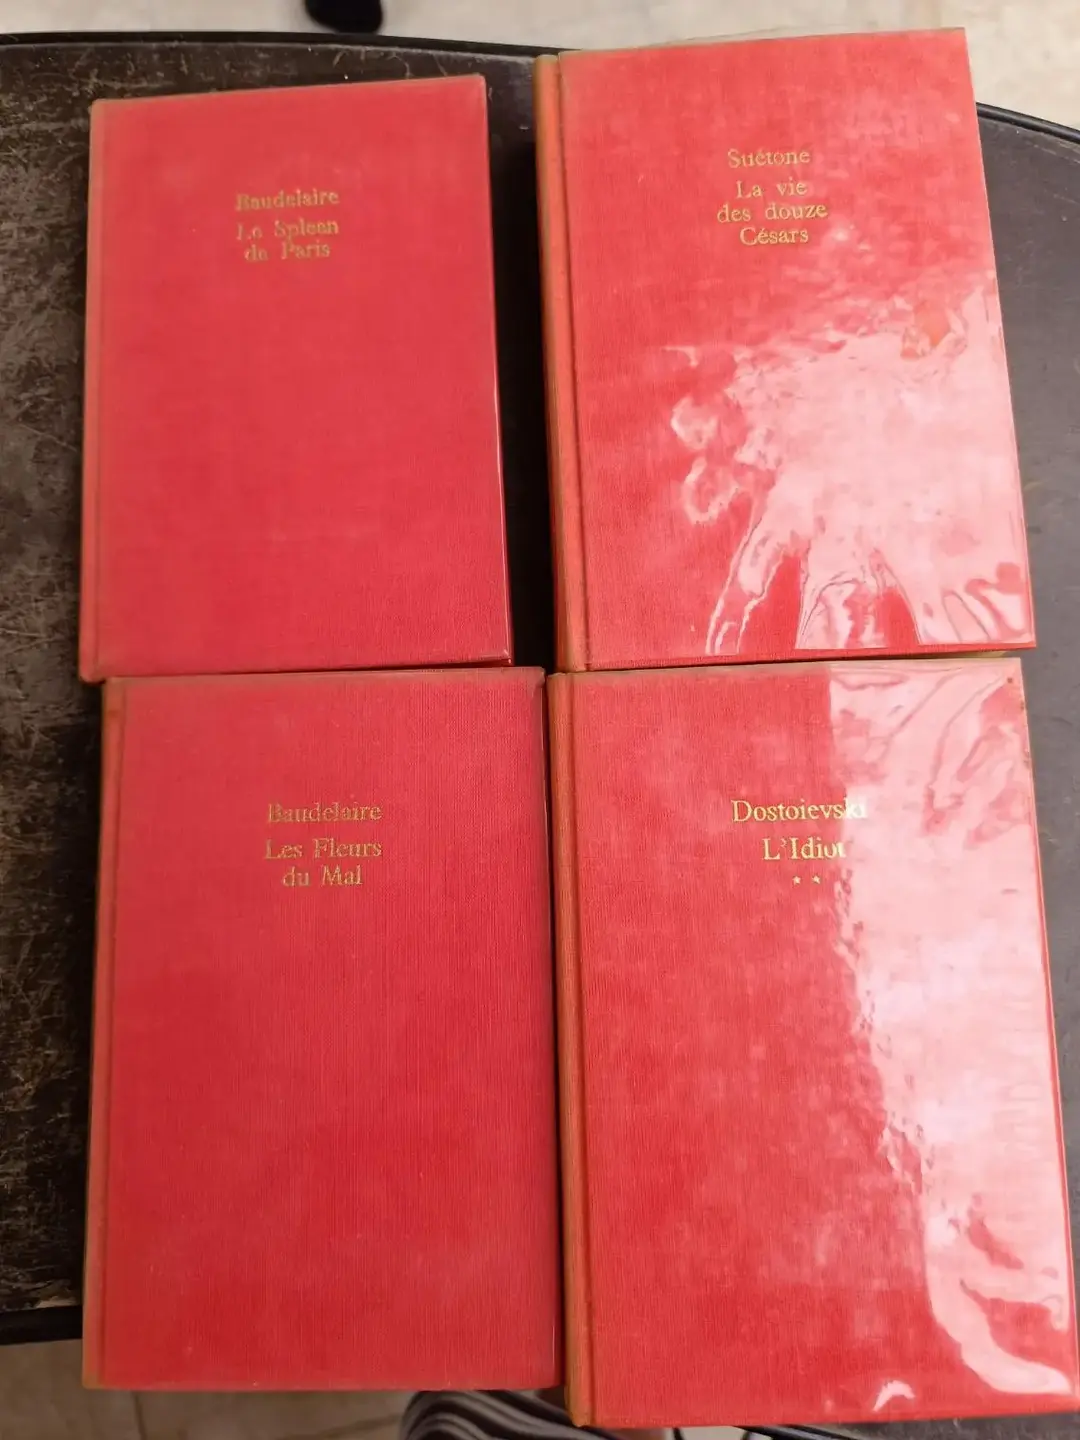 Baudelaire
Le Spleen
de Paris
Suétone
La vie
des douze
Césars
Baudelaire
Les Fleurs
du Mal
Dostoievski
L'Idiot
★ ★